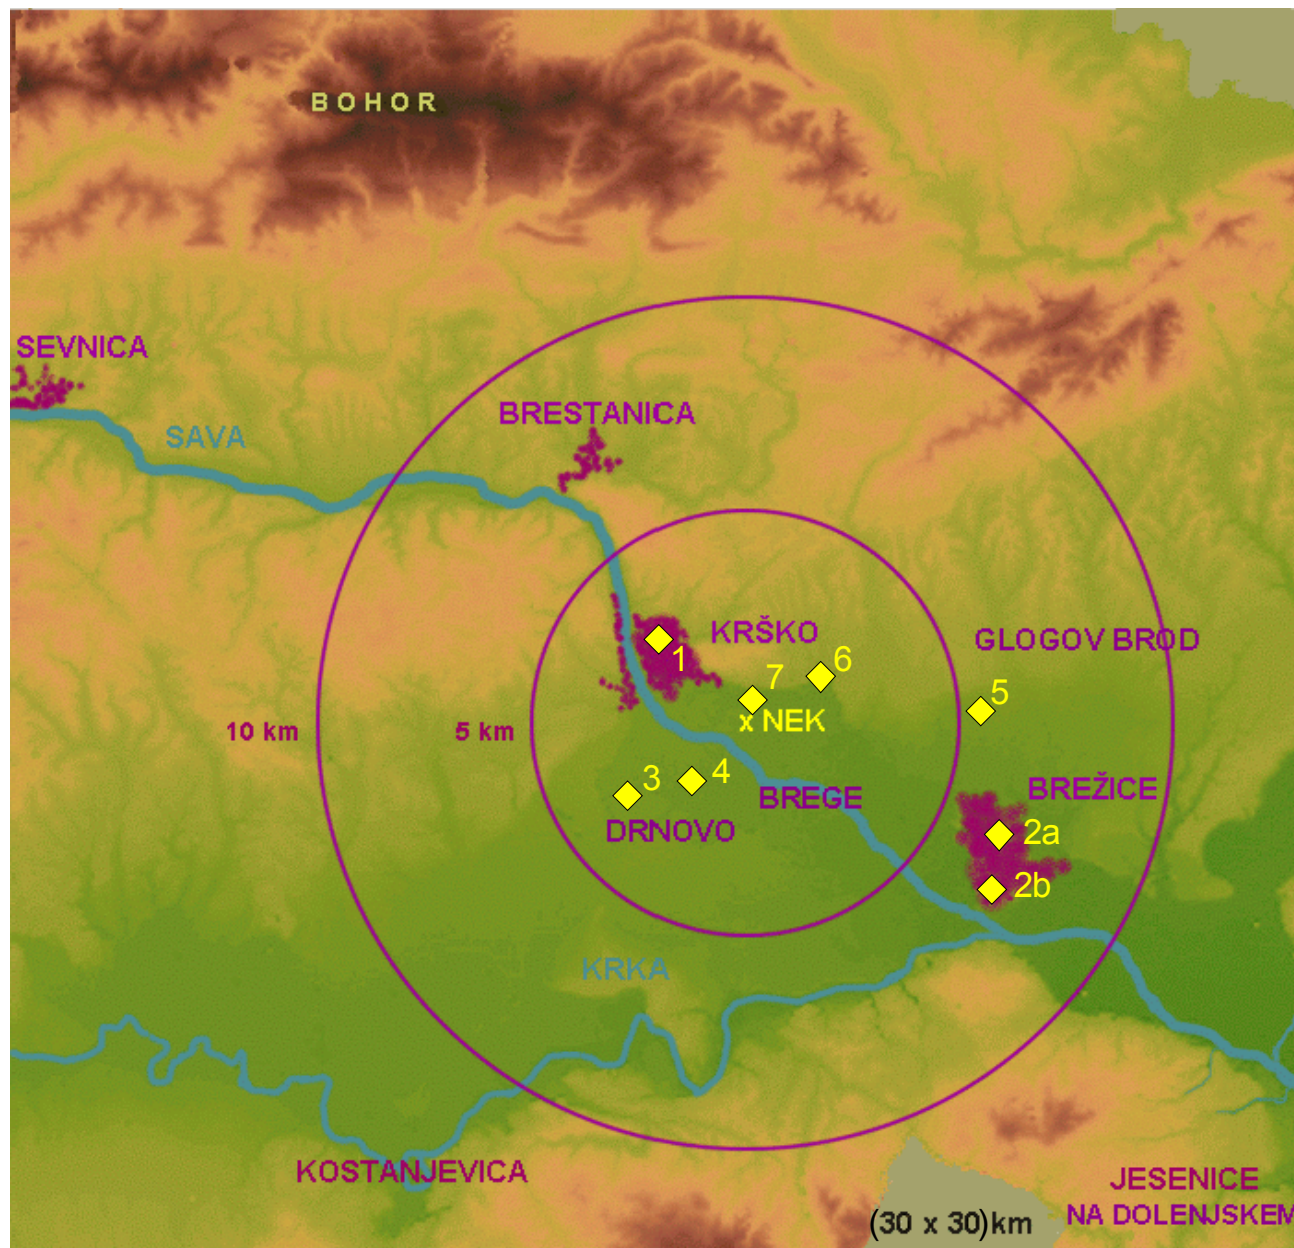 BOHOR
SEVNICA
BRESTANICA
SAVA
KRŠKO
GLOGOV BROD
1
6
7
5
x NEK
10 km
5 km
3
4
BREGE
BREŽICE
DRNOVO
2a
2b
KRKA
KOSTANJEVICA
JESENICE
NA DOLENJSKEM
(30 x 30)km